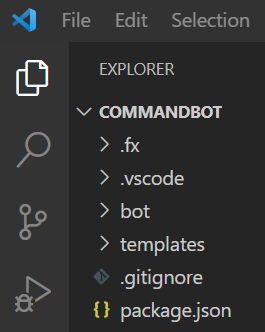 File Edit Selection
EXPLORER
COMMANDBOT
.fx
.vscode
bot
templates
.gitignore
{ } package.json